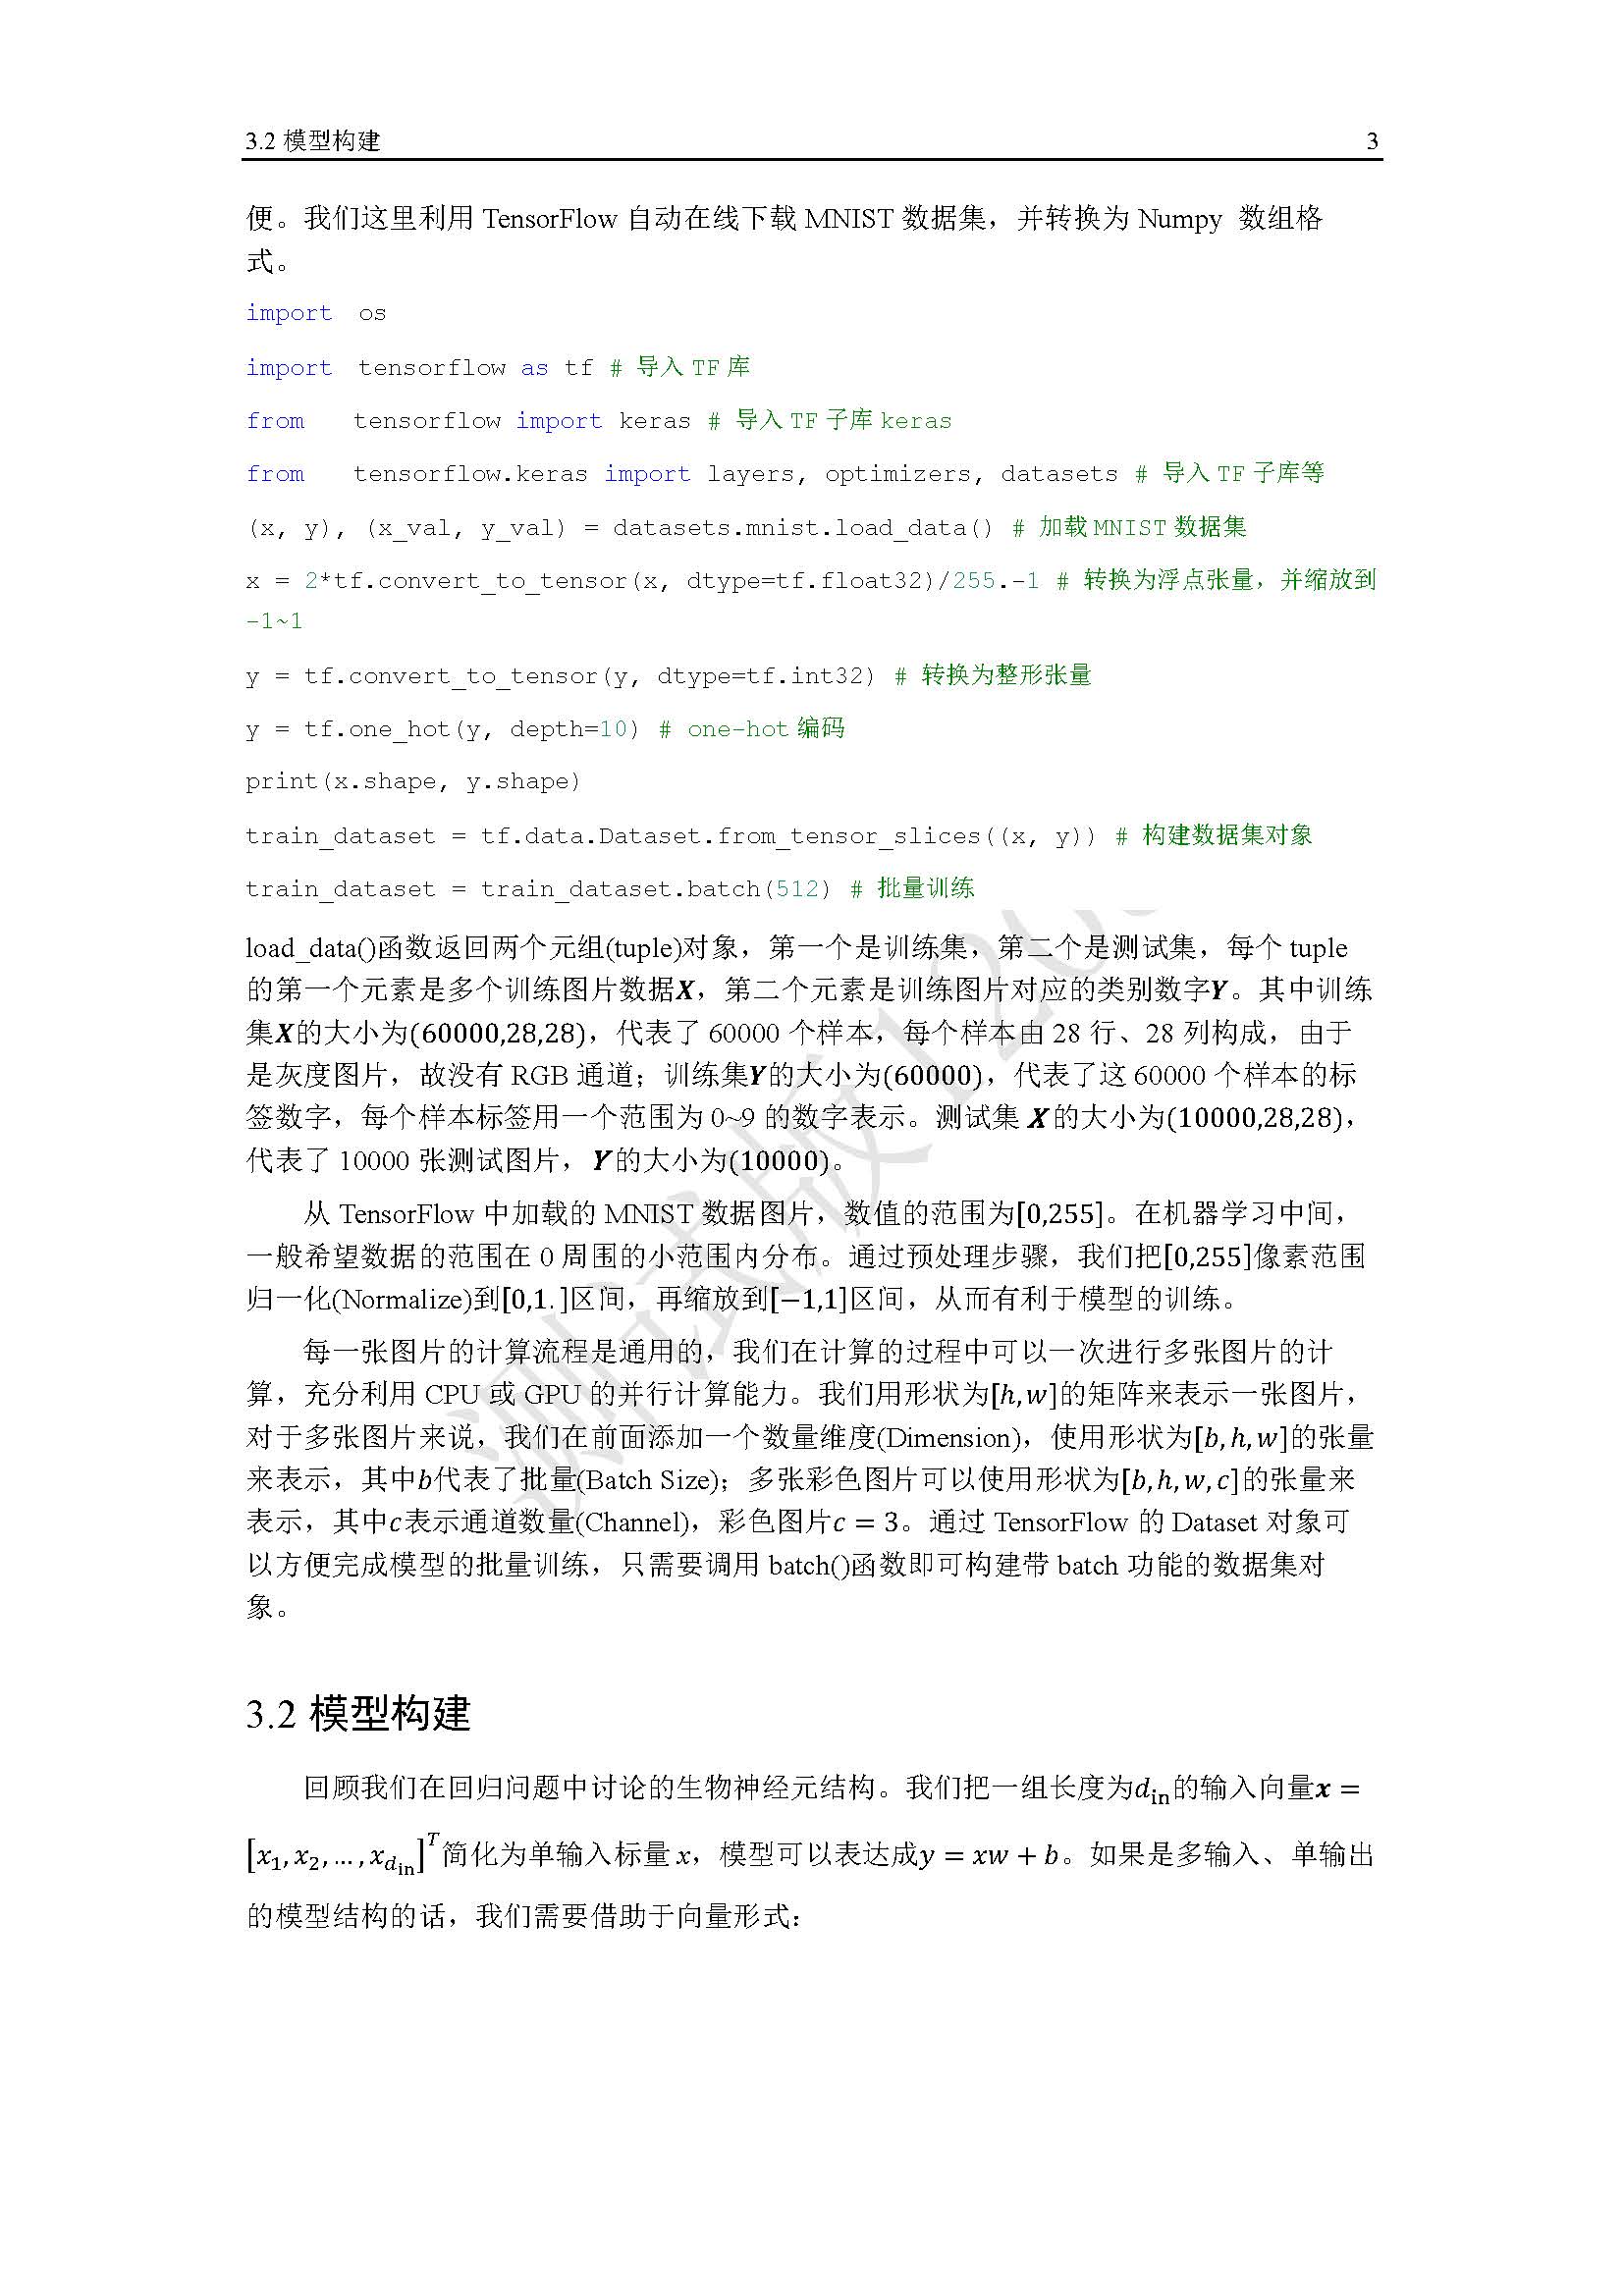 3.2 模型构建 3
便。我们这里利用 TensorFlow 自动在线下载 MNIST 数据集，并转换为 Numpy 数组格
式。
import os
import tensorflow as tf # 导入 TF 库
from tensorflow import keras # 导入 TF 子库 keras
from tensorflow.keras import layers, optimizers, datasets # 导入 TF 子库等
(x, y), (x_val, y_val) = datasets.mnist.load_data() # 加载 MNIST 数据集
x = 2*tf.convert_to_tensor(x, dtype=tf.float32)/255.-1 # 转换为浮点张量，并缩放到
-1~1
y = tf.convert_to_tensor(y, dtype=tf.int32) # 转换为整形张量
y = tf.one_hot(y, depth=10) # one-hot 编码
print(x.shape, y.shape)
train_dataset = tf.data.Dataset.from_tensor_slices((x, y)) # 构建数据集对象
train_dataset = train_dataset.batch(512) # 批量训练
load_data()函数返回两个元组(tuple)对象，第一个是训练集，第二个是测试集，每个 tuple
的第一个元素是多个训练图片数据X，第二个元素是训练图片对应的类别数字Y。其中训练
集X的大小为(60000,28,28)，代表了 60000 个样本，每个样本由 28 行、28 列构成，由于
是灰度图片，故没有 RGB 通道；训练集Y的大小为(60000)，代表了这 60000 个样本的标
签数字，每个样本标签用一个范围为 0~9 的数字表示。测试集 X的大小为(10000,28,28)，
代表了 10000 张测试图片，Y的大小为(10000)。
从 TensorFlow 中加载的 MNIST 数据图片，数值的范围为[0,255]。在机器学习中间，
一般希望数据的范围在 0 周围的小范围内分布。通过预处理步骤，我们把[0,255]像素范围
归一化(Normalize)到[0,1.]区间，再缩放到[−1,1]区间，从而有利于模型的训练。
每一张图片的计算流程是通用的，我们在计算的过程中可以一次进行多张图片的计
算，充分利用 CPU 或 GPU 的并行计算能力。我们用形状为[h, w]的矩阵来表示一张图片，
对于多张图片来说，我们在前面添加一个数量维度(Dimension)，使用形状为[b, h, w]的张量
来表示，其中b代表了批量(Batch Size)；多张彩色图片可以使用形状为[b, h, w, c]的张量来
表示，其中c表示通道数量(Channel)，彩色图片c = 3。通过 TensorFlow 的 Dataset 对象可
以方便完成模型的批量训练，只需要调用 batch()函数即可构建带 batch 功能的数据集对
象。
3.2 模型构建
回顾我们在回归问题中讨论的生物神经元结构。我们把一组长度为d_in的输入向量x =
[x_1, x_2, … , x_{d_in}]^T简化为单输入标量 x，模型可以表达成y = xw + b。如果是多输入、单输出
的模型结构的话，我们需要借助于向量形式：